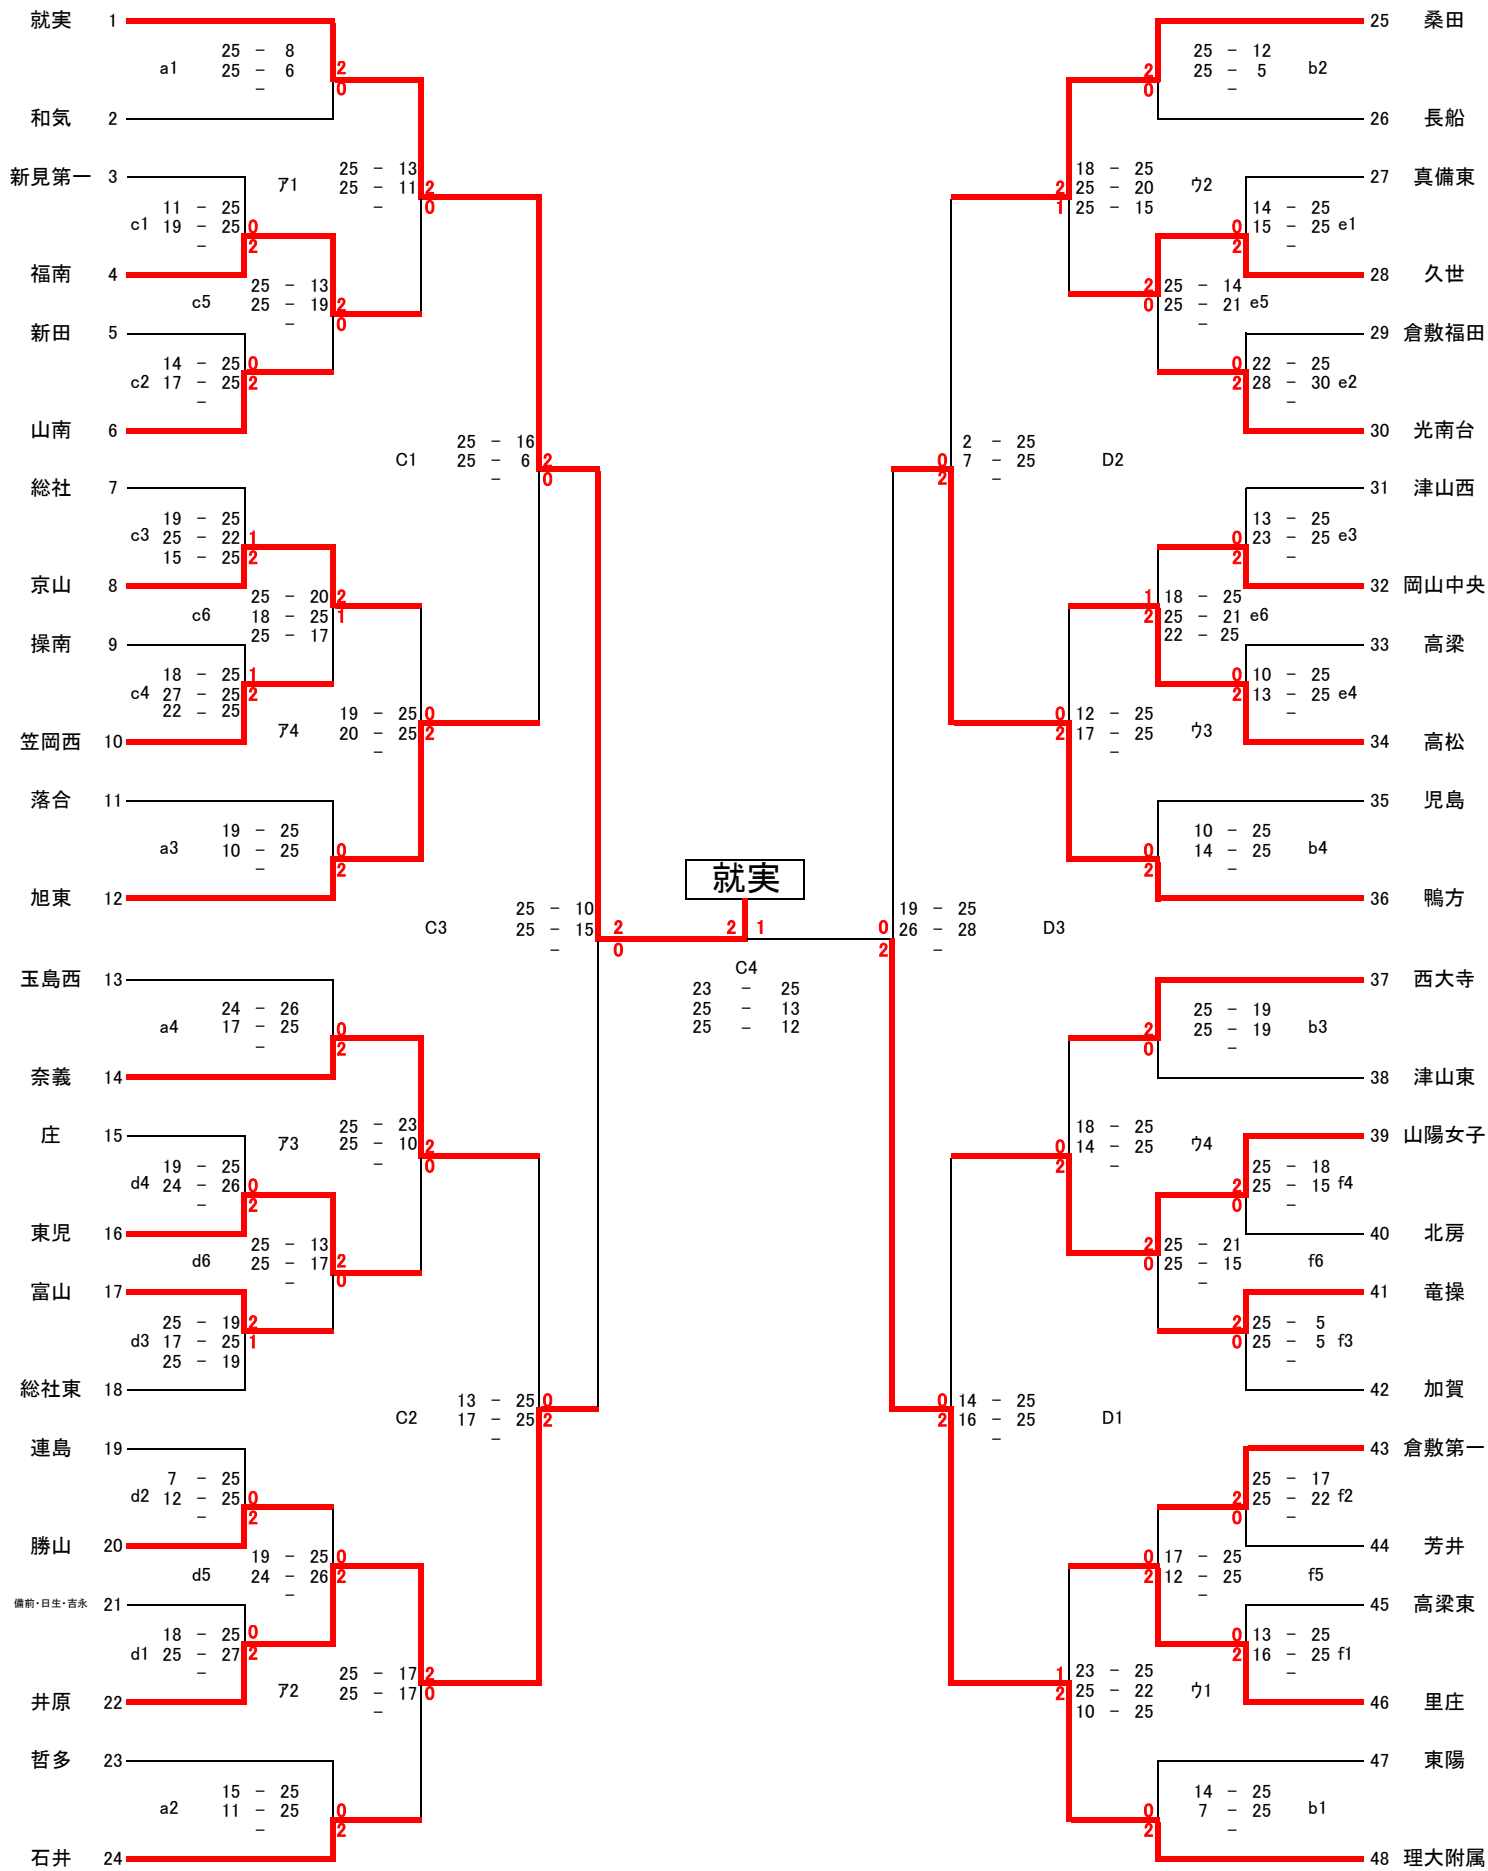 就実 1
a1 25 - 8
25 - 6
-
2
0
和気 2
新見第一 3
c1 11 - 25
19 - 25
-
0
2
福南 4
ア1 25 - 13
25 - 11
-
2
0
c5 25 - 13
25 - 19
-
2
0
新田 5
c2 14 - 25
17 - 25
-
0
2
山南 6
C1 25 - 16
25 - 6
-
2
0
総社 7
c3 19 - 25
25 - 22
15 - 25
1
2
京山 8
c6 25 - 20
18 - 25
25 - 17
2
1
操南 9
c4 18 - 25
27 - 25
22 - 25
1
2
笠岡西 10
ア4 19 - 25
20 - 25
-
0
2
落合 11
a3 19 - 25
10 - 25
-
0
2
旭東 12
C3 25 - 10
25 - 15
-
2
0
玉島西 13
a4 24 - 26
17 - 25
-
0
2
奈義 14
ア3 25 - 23
25 - 10
-
2
0
庄 15
d4 19 - 25
24 - 26
-
0
2
東児 16
d6 25 - 13
25 - 17
-
2
0
富山 17
d3 25 - 19
17 - 25
25 - 19
2
1
総社東 18
C2 13 - 25
17 - 25
-
0
2
連島 19
d2 7 - 25
12 - 25
-
0
2
勝山 20
d5 19 - 25
24 - 26
-
0
2
備前・日生・吉永 21
d1 18 - 25
25 - 27
-
0
2
井原 22
ア2 25 - 17
25 - 17
-
2
0
哲多 23
a2 15 - 25
11 - 25
-
0
2
石井 24
就実
2 1
C4
23 - 25
25 - 13
25 - 12
25 桑田
25 - 12
25 - 5 b2
-
2
0
26 長船
18 - 25
25 - 20 ウ2
25 - 15
2
1
27 真備東
14 - 25
15 - 25 e1
-
0
2
28 久世
25 - 14
25 - 21 e5
-
2
0
29 倉敷福田
22 - 25
28 - 30 e2
-
0
2
30 光南台
2 - 25
7 - 25 D2
-
0
2
31 津山西
13 - 25
23 - 25 e3
-
0
2
32 岡山中央
18 - 25
25 - 21 e6
22 - 25
1
2
33 高梁
10 - 25
13 - 25 e4
-
0
2
34 高松
12 - 25
17 - 25 ウ3
-
0
2
35 児島
10 - 25
14 - 25 b4
-
0
2
36 鴨方
19 - 25
26 - 28 D3
-
0
2
37 西大寺
25 - 19
25 - 19 b3
-
2
0
38 津山東
18 - 25
14 - 25 ウ4
-
0
2
39 山陽女子
25 - 18
25 - 15 f4
-
2
0
40 北房
25 - 21
25 - 15 f6
-
2
0
41 竜操
25 - 5
25 - 5 f3
-
2
0
42 加賀
14 - 25
16 - 25 D1
-
0
2
43 倉敷第一
25 - 17
25 - 22 f2
-
2
0
44 芳井
17 - 25
12 - 25 f5
-
0
2
45 高梁東
13 - 25
16 - 25 f1
-
0
2
46 里庄
23 - 25
25 - 22 ウ1
10 - 25
1
2
47 東陽
14 - 25
7 - 25 b1
-
0
2
48 理大附属